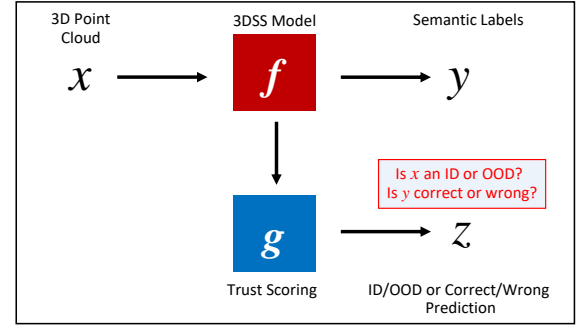 3D Point
Cloud
3DSS Model
Semantic Labels
x
f
y
Is x an ID or OOD?
Is y correct or wrong?
g
z
Trust Scoring
ID/OOD or Correct/Wrong
Prediction